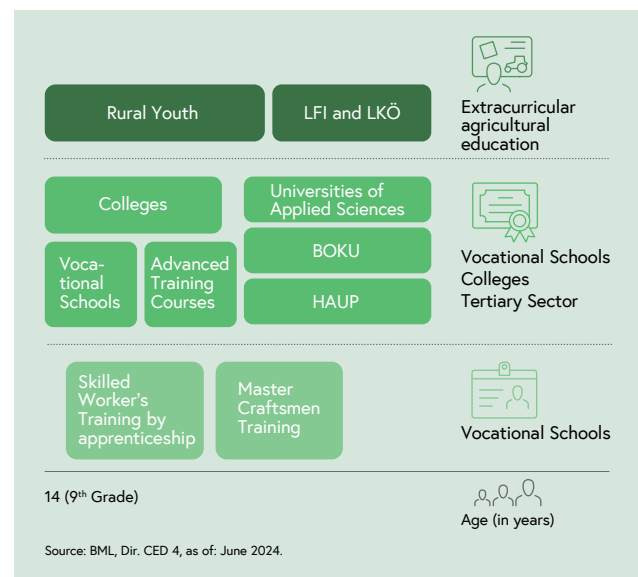 Rural Youth
LFI and LKÖ
Extracurricular
agricultural
education
Colleges
Universities of
Applied Sciences
Voca-
tional
Schools
Advanced
Training
Courses
BOKU
HAUP
Vocational Schools
Colleges
Tertiary Sector
Skilled
Worker's
Training by
apprenticeship
Master
Craftsmen
Training
Vocational Schools
14 (9th Grade)
Age (in years)
Source: BML, Dir. CED 4, as of: June 2024.